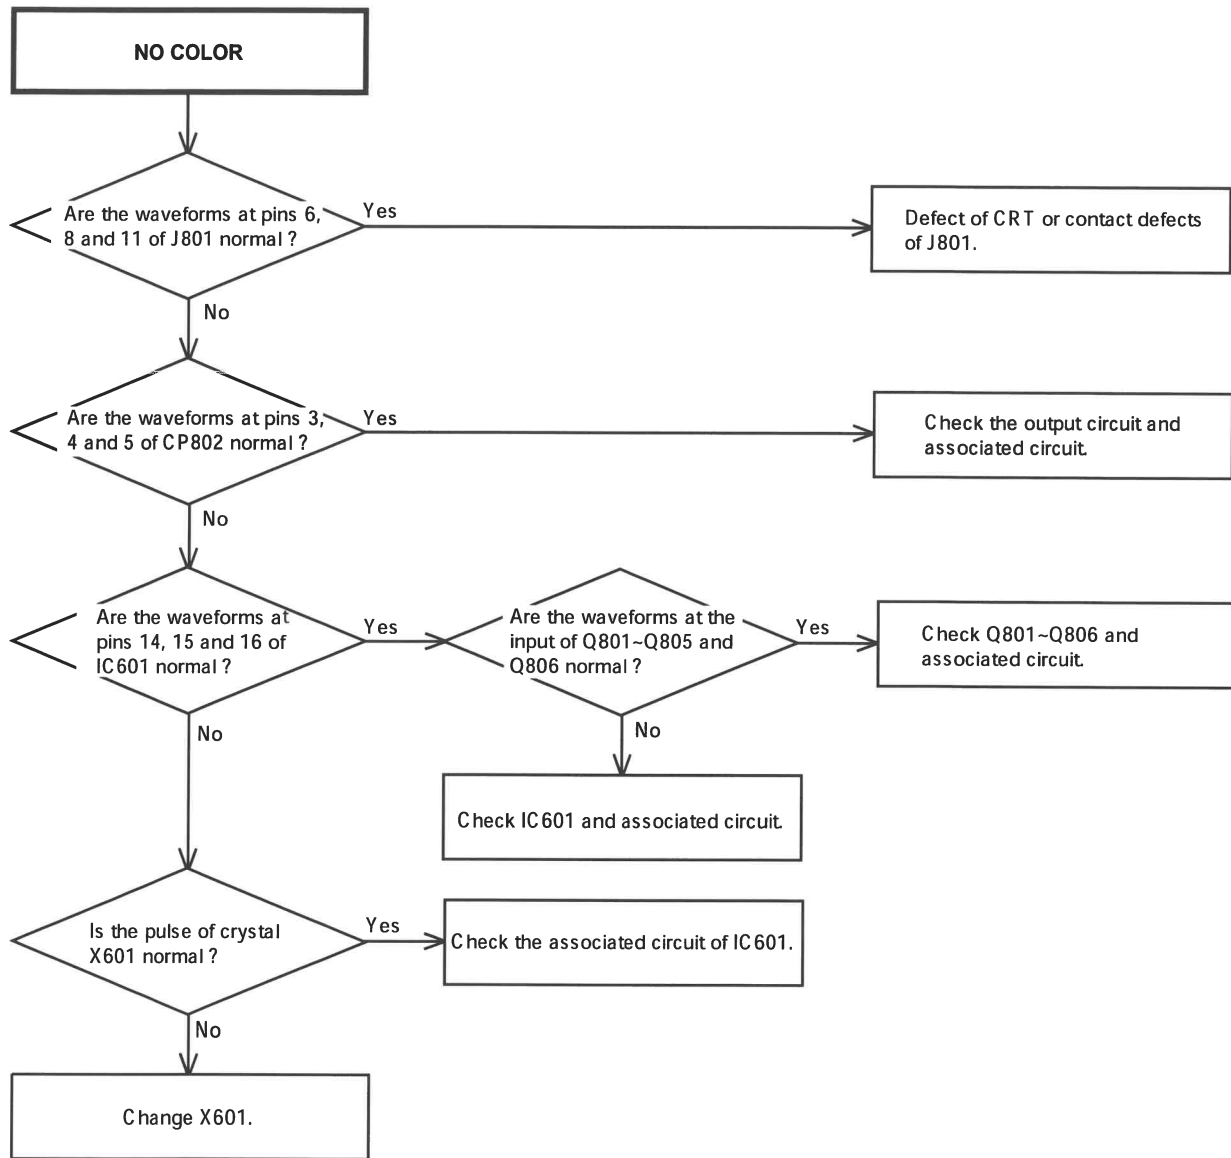 NO COLOR
Are the waveforms at pins 6,
8 and 11 of J801 normal ?
Yes
Defect of CRT or contact defects
of J801.
No
Are the waveforms at pins 3,
4 and 5 of CP802 normal ?
Yes
Check the output circuit and
associated circuit.
No
Are the waveforms at
pins 14, 15 and 16 of
IC601 normal ?
Yes
Are the waveforms at the
input of Q801~Q805 and
Q806 normal ?
Yes
Check Q801~Q806 and
associated circuit.
No
No
Check IC601 and associated circuit.
Is the pulse of crystal
X601 normal ?
Yes
Check the associated circuit of IC601.
No
Change X601.